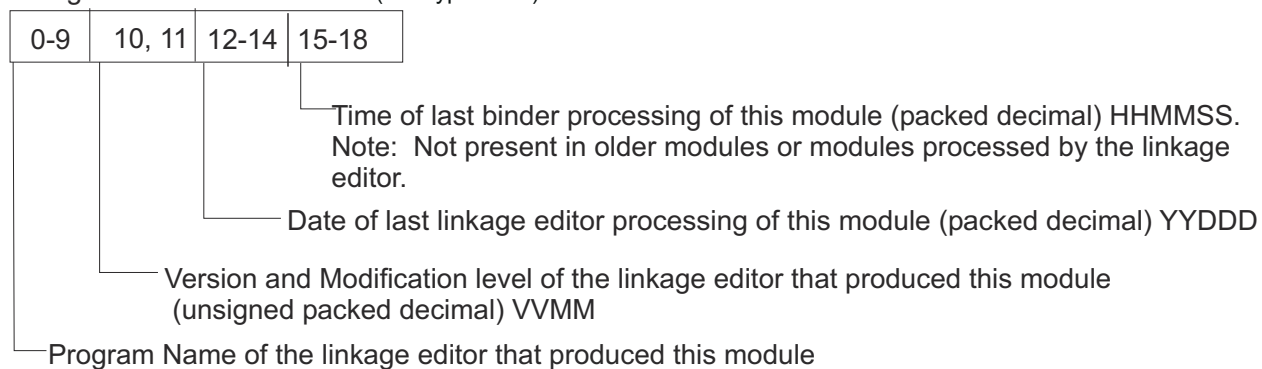 0-9 10, 11 12-14 15-18
Time of last binder processing of this module (packed decimal) HHMMSS.
Note: Not present in older modules or modules processed by the linkage
editor.
Date of last linkage editor processing of this module (packed decimal) YYDDD
Version and Modification level of the linkage editor that produced this module
(unsigned packed decimal) VVMM
Program Name of the linkage editor that produced this module